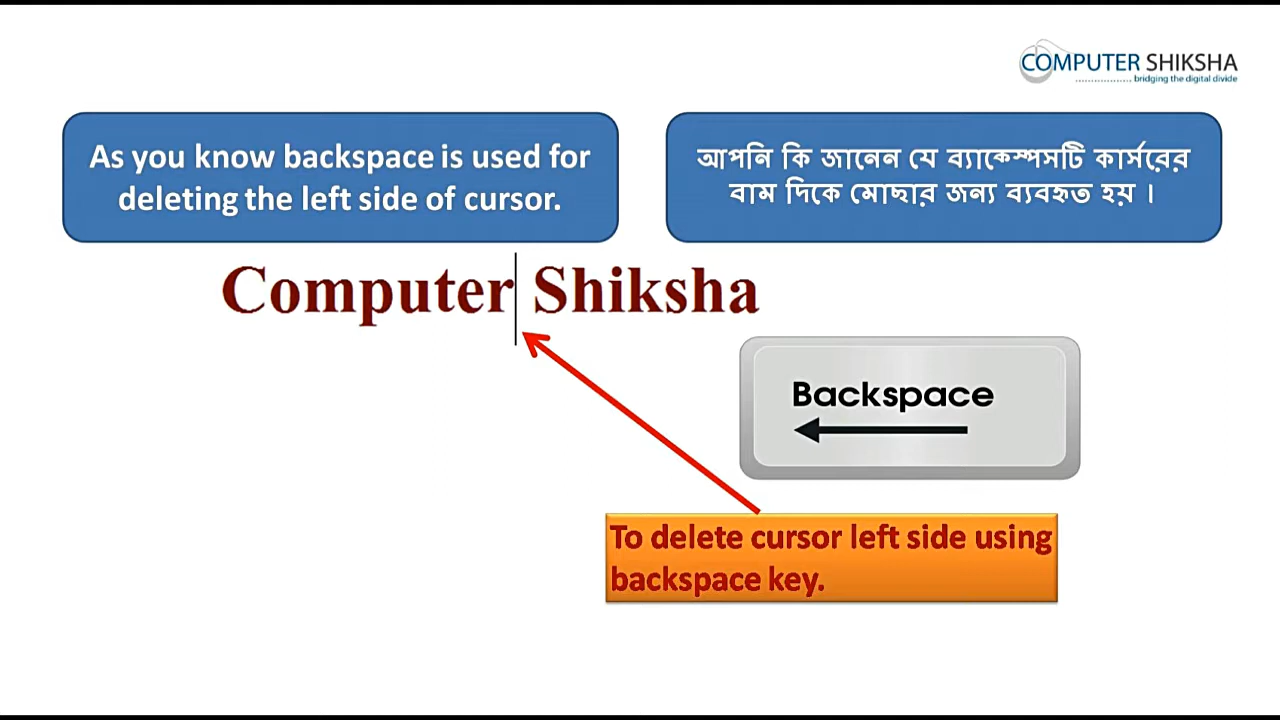 COMPUTER SHIKSHA
bridging the digital divide
As you know backspace is used for
deleting the left side of cursor.
আপনি কি জানেন যে ব্যাকেস্পসটি কার্সরের
বাম দিকে মোছার জন্য ব্যবহৃত হয় ।
Computer Shiksha
Backspace
To delete cursor left side using
backspace key.